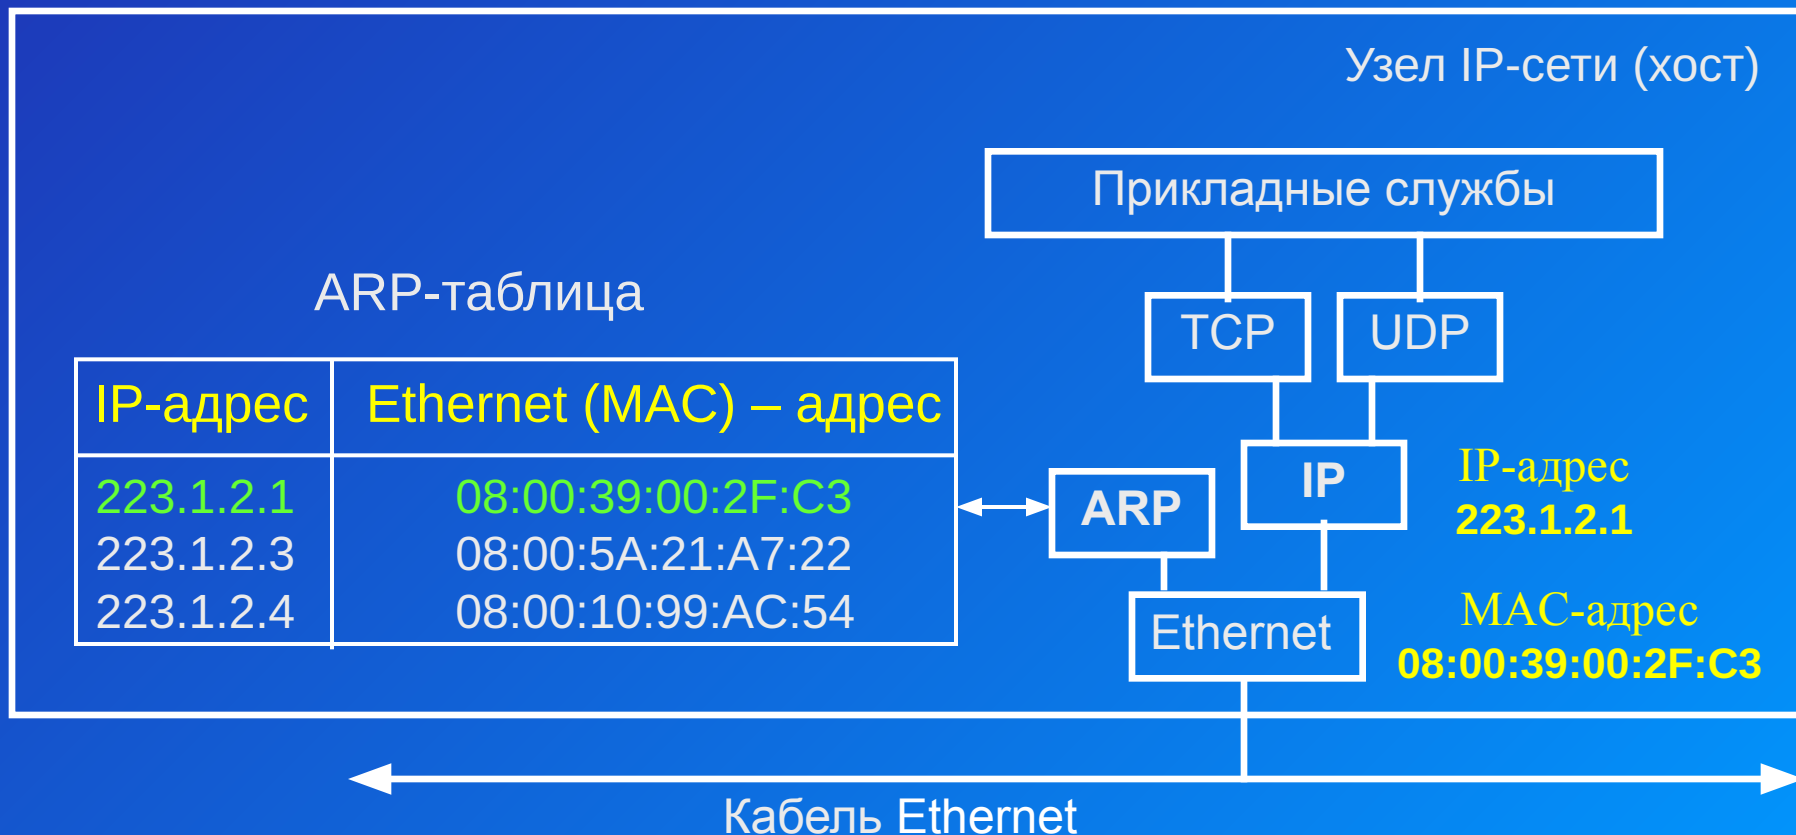 Узел IP-сети (хост)
Прикладные службы
TCP
UDP
ARP-таблица
IP-адрес
Ethernet (MAC) – адрес
223.1.2.1
08:00:39:00:2F:C3
223.1.2.3
08:00:5A:21:A7:22
223.1.2.4
08:00:10:99:AC:54
ARP
IP
IP-адрес
223.1.2.1
Ethernet
MAC-адрес
08:00:39:00:2F:C3
Кабель Ethernet